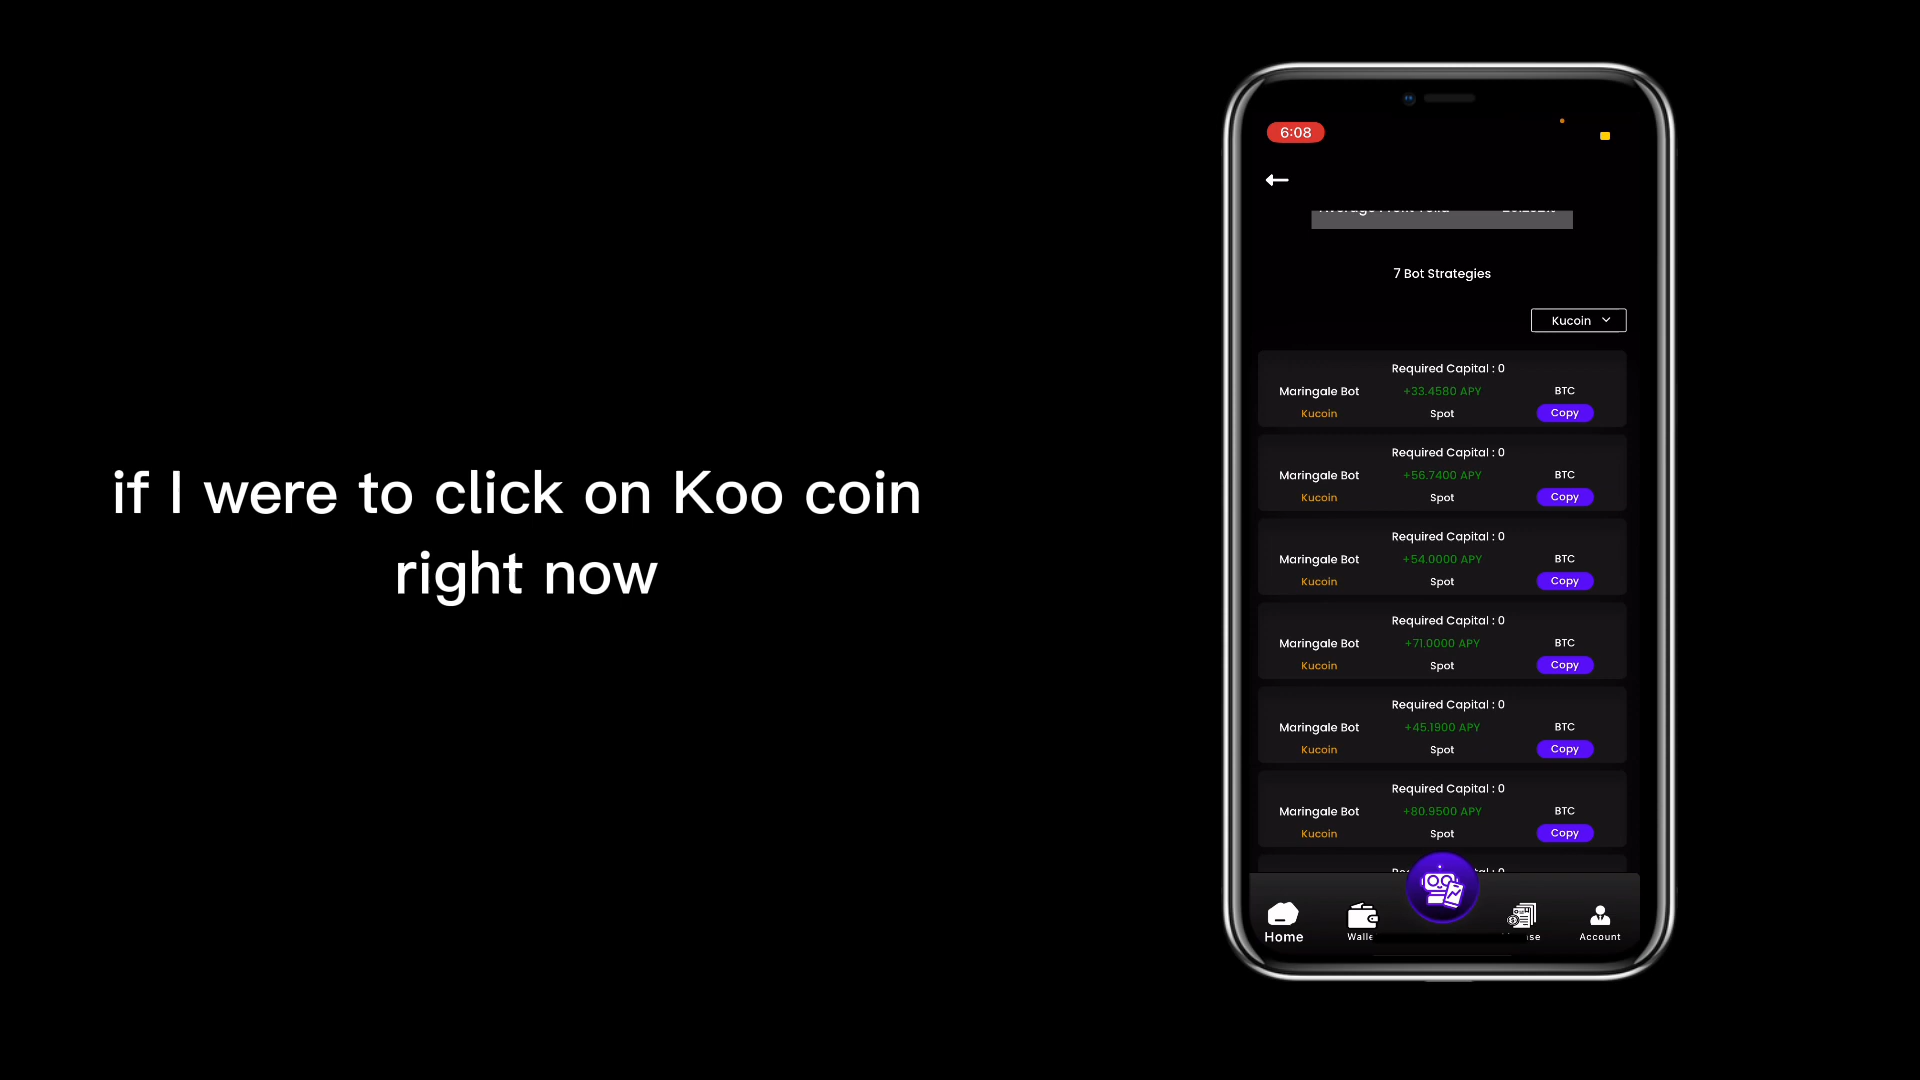 if I were to click on Koo coin
right now
6:08
7 Bot Strategies
Kucoin
Required Capital : 0
Maringale Bot +33.4580 APY BTC
Kucoin Spot Copy
Required Capital : 0
Maringale Bot +56.7400 APY BTC
Kucoin Spot Copy
Required Capital : 0
Maringale Bot +54.0000 APY BTC
Kucoin Spot Copy
Required Capital : 0
Maringale Bot +71.0000 APY BTC
Kucoin Spot Copy
Required Capital : 0
Maringale Bot +45.1900 APY BTC
Kucoin Spot Copy
Required Capital : 0
Maringale Bot +80.9500 APY BTC
Kucoin Spot Copy
Home Account